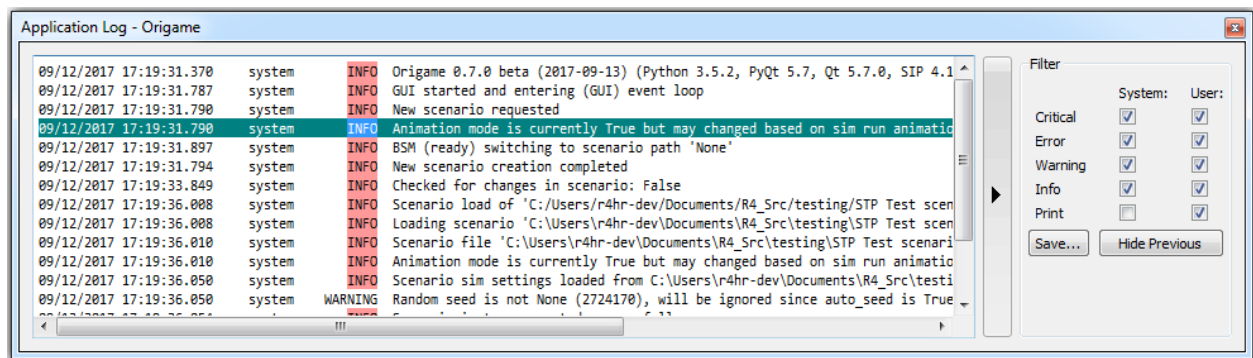 Application Log - Origame
09/12/2017 17:19:31.370 system INFO Origame 0.7.0 beta (2017-09-13) (Python 3.5.2, PyQt 5.7, Qt 5.7.0, SIP 4.1
09/12/2017 17:19:31.787 system INFO GUI started and entering (GUI) event loop
09/12/2017 17:19:31.790 system INFO New scenario requested
09/12/2017 17:19:31.790 system INFO Animation mode is currently True but may changed based on sim run animatio
09/12/2017 17:19:31.897 system INFO BSM (ready) switching to scenario path 'None'
09/12/2017 17:19:31.794 system INFO New scenario creation completed
09/12/2017 17:19:33.849 system INFO Checked for changes in scenario: False
09/12/2017 17:19:36.008 system INFO Scenario load of 'C:/Users/r4hr-dev/Documents/R4_Src/testing/STP Test scen
09/12/2017 17:19:36.008 system INFO Loading scenario 'C:\Users\r4hr-dev\Documents\R4_Src\testing\STP Test scen
09/12/2017 17:19:36.010 system INFO Scenario file 'C:\Users\r4hr-dev\Documents\R4_Src\testing\STP Test scenari
09/12/2017 17:19:36.010 system INFO Animation mode is currently True but may changed based on sim run animatio
09/12/2017 17:19:36.050 system INFO Scenario sim settings loaded from C:\Users\r4hr-dev\Documents\R4_Src\testi
09/12/2017 17:19:36.050 system WARNING Random seed is not None (2724170), will be ignored since auto_seed is True
Filter
System: User:
Critical
Error
Warning
Info
Print
Save... Hide Previous